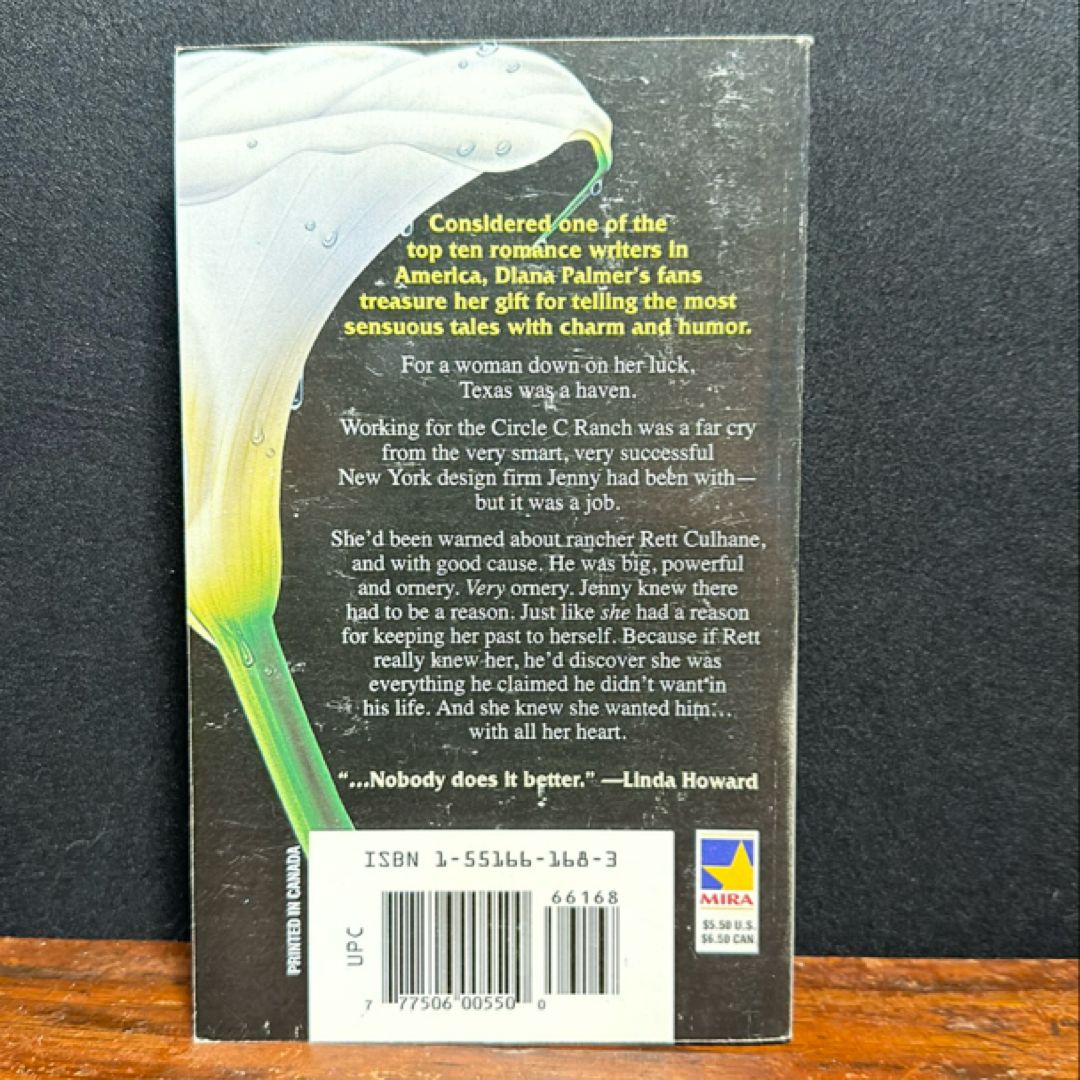 Considered one of the
top ten romance writers in
America, Diana Palmer's fans
treasure her gift for telling the most
sensuous tales with charm and humor.
For a woman down on her luck,
Texas was a haven.
Working for the Circle C Ranch was a far cry
from the very smart, very successful
New York design firm Jenny had been with—
but it was a job.
She'd been warned about rancher Rett Culhane,
and with good cause. He was big, powerful
and ornery. Very ornery. Jenny knew there
had to be a reason. Just like she had a reason
for keeping her past to herself. Because if Rett
really knew her, he'd discover she was
everything he claimed he didn't want in
his life. And she knew she wanted him...
with all her heart.
"...Nobody does it better." —Linda Howard
PRINTED IN CANADA
ISBN 1-55166-168-3
66168
UPC
7 77506 00550 0
MIRA
$5.50 U.S.
$6.50 CAN